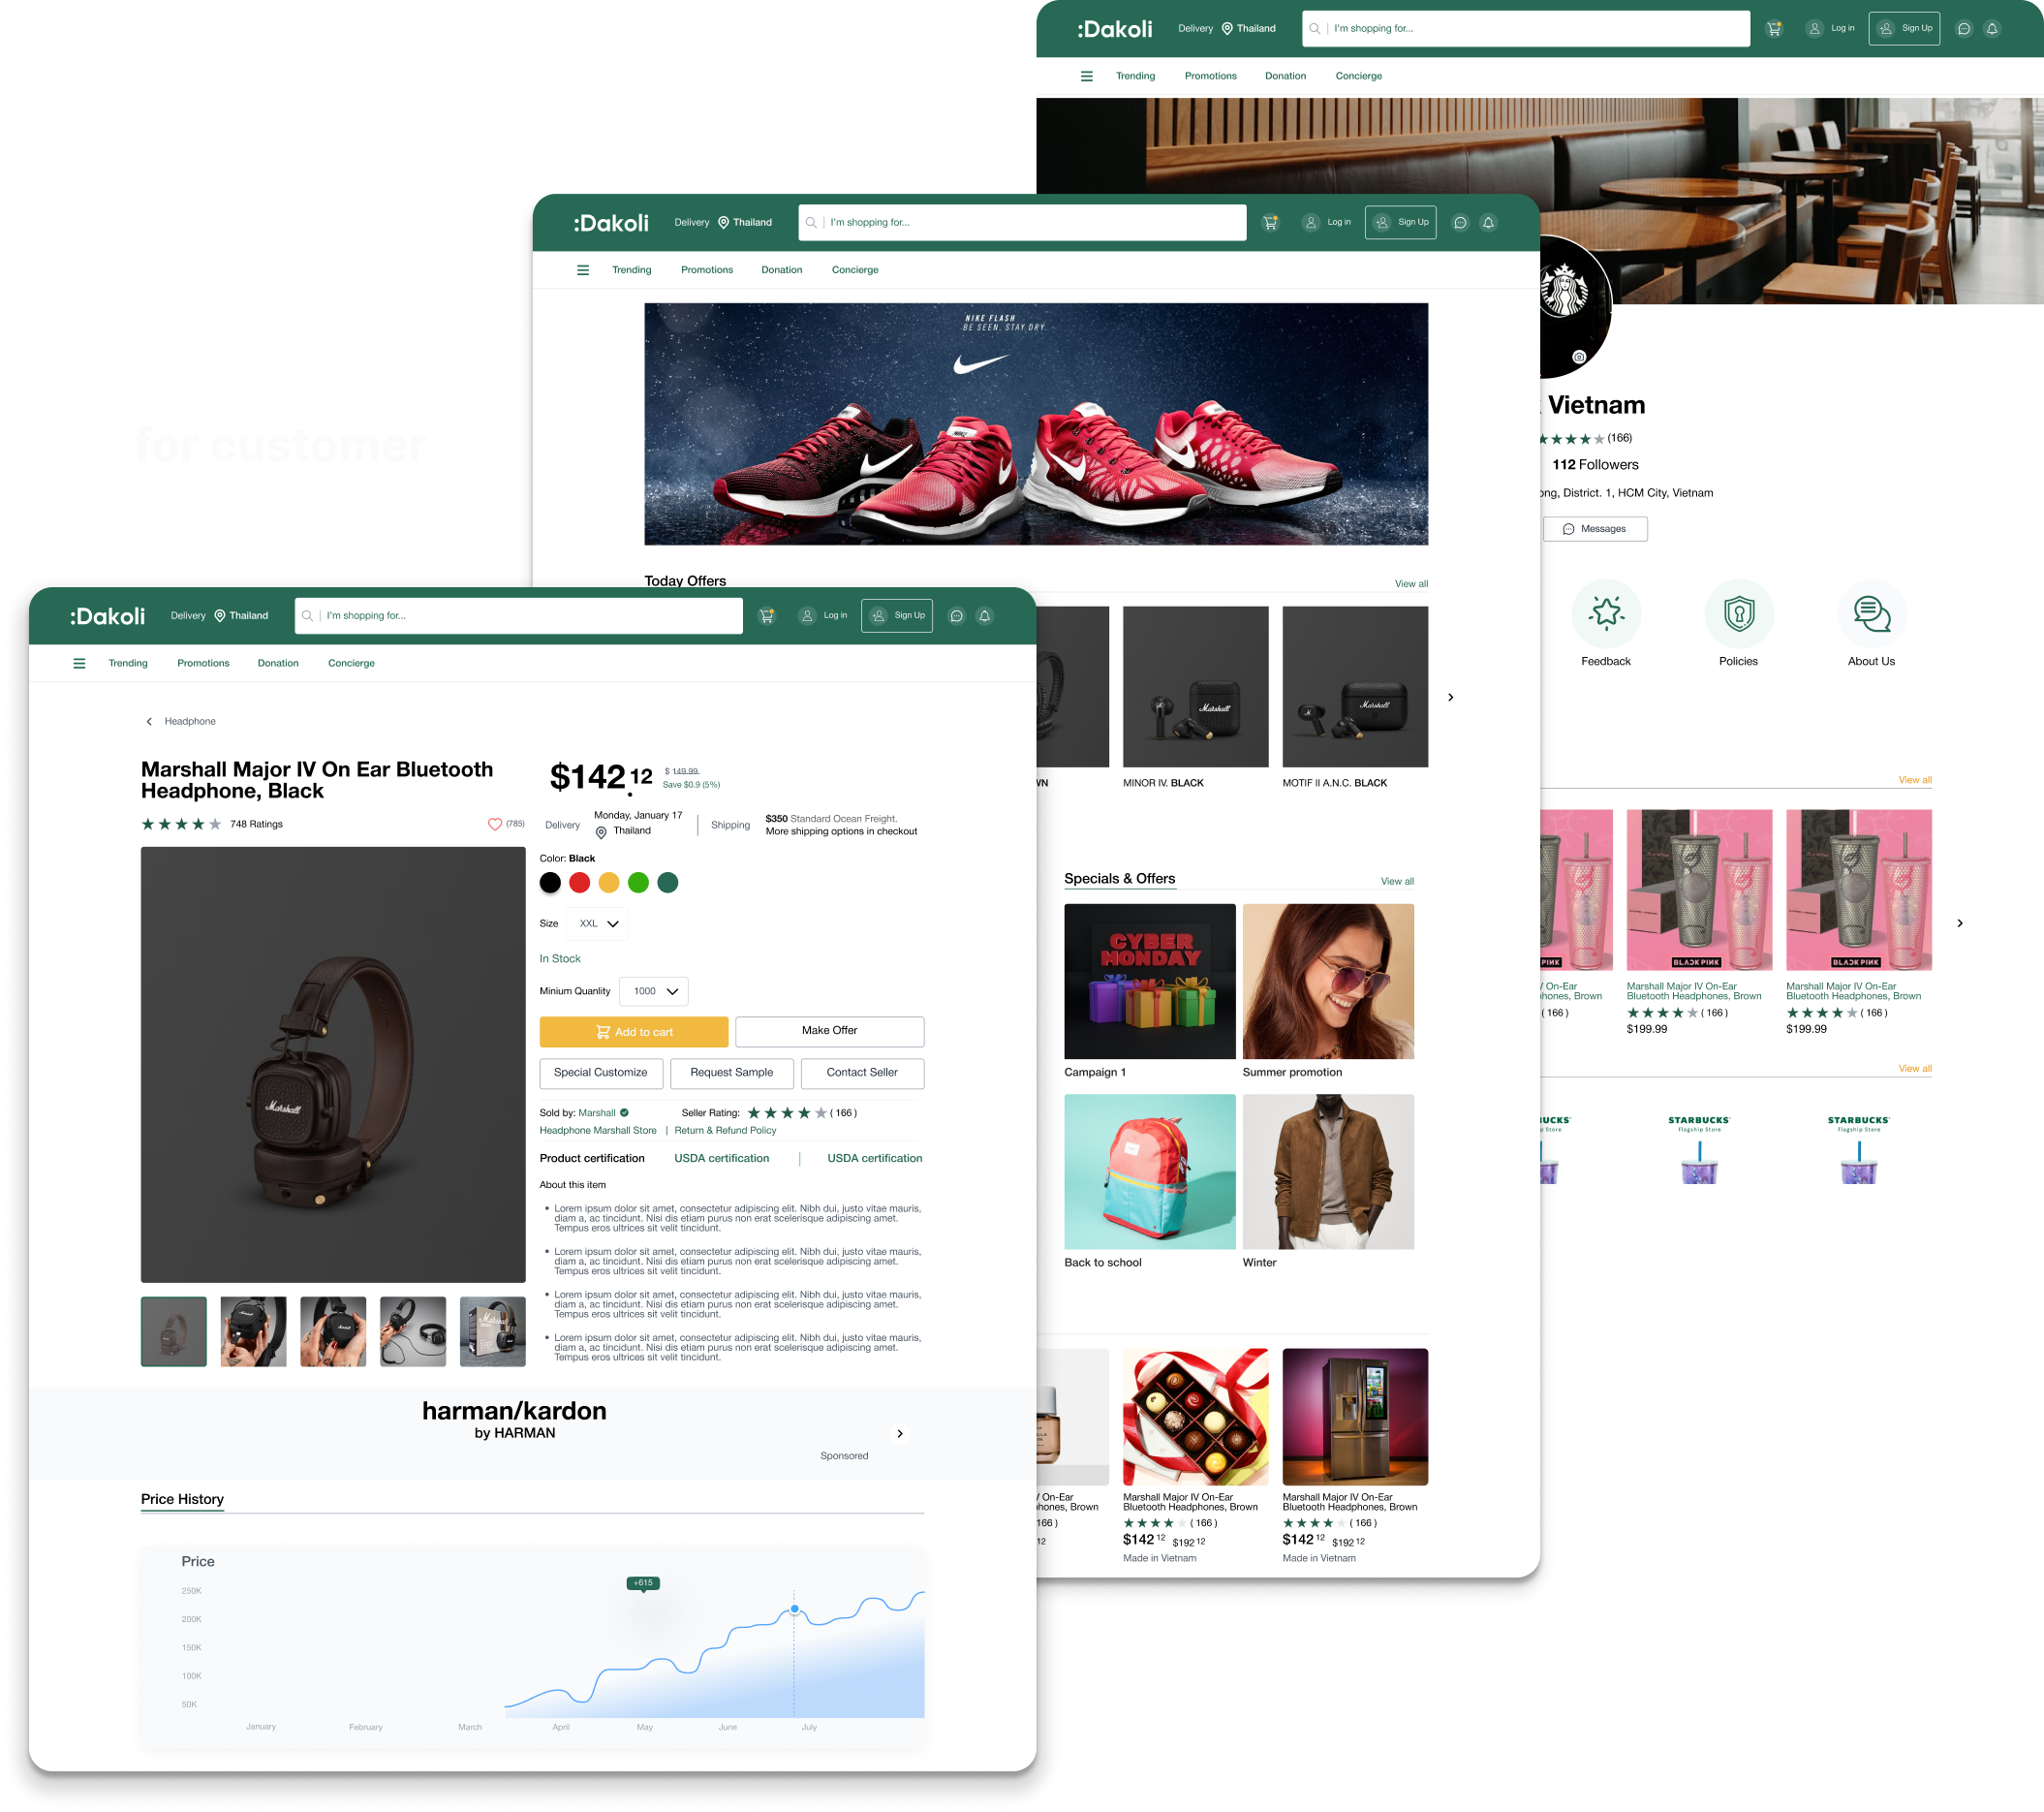 :Dakoli
Delivery Thailand
I'm shopping for...
Log in
Sign Up
Trending
Promotions
Donation
Concierge
Vietnam
(166)
112 Followers
ong, District. 1, HCM City, Vietnam
Messages
Feedback
Policies
About Us
View all
BLACKPINK
BLACKPINK
V On-Ear
phones, Brown
( 166 )
Marshall Major IV On-Ear
Bluetooth Headphones, Brown
( 166 )
$199.99
Marshall Major IV On-Ear
Bluetooth Headphones, Brown
( 166 )
$199.99
View all
BUCKS
p Store
STARBUCKS
Flagship Store
STARBUCKS
Flagship Store
for customer
:Dakoli
Delivery Thailand
I'm shopping for...
Log in
Sign Up
Trending
Promotions
Donation
Concierge
NIKE FLASH
BE SEEN. STAY DRY.
Today Offers
View all
Marshall
Marshall
WN
MINOR IV. BLACK
MOTIF II A.N.C. BLACK
Specials & Offers
View all
CYBER
MONDAY
Campaign 1
Summer promotion
Back to school
Winter
V On-Ear
phones, Brown
166 )
12
Marshall Major IV On-Ear
Bluetooth Headphones, Brown
( 166 )
$142 12 $192 12
Made in Vietnam
Marshall Major IV On-Ear
Bluetooth Headphones, Brown
( 166 )
$142 12 $192 12
Made in Vietnam
:Dakoli
Delivery Thailand
I'm shopping for...
Log in
Sign Up
Trending
Promotions
Donation
Concierge
Headphone
Marshall Major IV On Ear Bluetooth
Headphone, Black
748 Ratings
(785)
Marshall
$142.12
$ 149.99
Save $0.9 (5%)
Delivery
Monday, January 17
Thailand
Shipping
$350 Standard Ocean Freight.
More shipping options in checkout
Color: Black
Size XXL
In Stock
Minium Quanlity 1000
Add to cart
Make Offer
Special Customize
Request Sample
Contact Seller
Sold by: Marshall
Seller Rating: ( 166 )
Headphone Marshall Store | Return & Refund Policy
Product certification USDA certification | USDA certification
About this item
• Lorem ipsum dolor sit amet, consectetur adipiscing elit. Nibh dui, justo vitae mauris,
diam a, ac tincidunt. Nisi dis etiam purus non erat scelerisque adipiscing amet.
Tempus eros ultrices sit velit tincidunt.
• Lorem ipsum dolor sit amet, consectetur adipiscing elit. Nibh dui, justo vitae mauris,
diam a, ac tincidunt. Nisi dis etiam purus non erat scelerisque adipiscing amet.
Tempus eros ultrices sit velit tincidunt.
• Lorem ipsum dolor sit amet, consectetur adipiscing elit. Nibh dui, justo vitae mauris,
diam a, ac tincidunt. Nisi dis etiam purus non erat scelerisque adipiscing amet.
Tempus eros ultrices sit velit tincidunt.
• Lorem ipsum dolor sit amet, consectetur adipiscing elit. Nibh dui, justo vitae mauris,
diam a, ac tincidunt. Nisi dis etiam purus non erat scelerisque adipiscing amet.
Tempus eros ultrices sit velit tincidunt.
harman/kardon
by HARMAN
Sponsored
Price History
Price
+615
250K
200K
150K
100K
50K
January
February
March
April
May
June
July